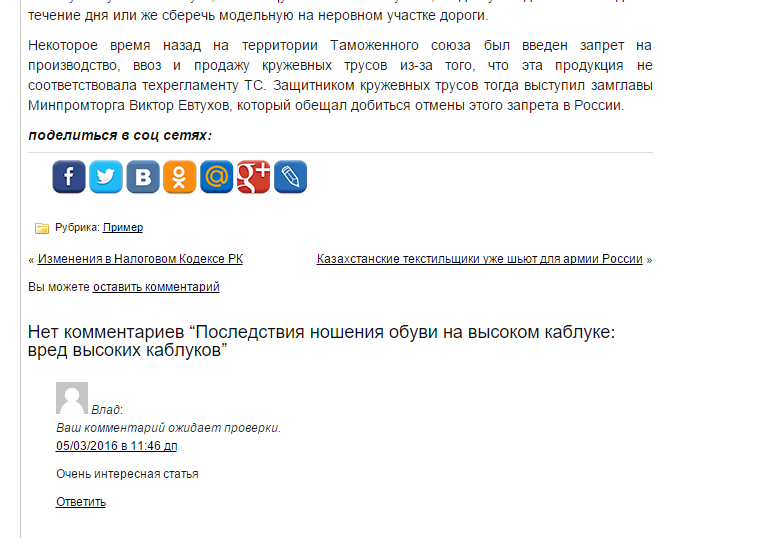 течение дня или же сберечь модельную на неровном участке дороги.
Некоторое время назад на территории Таможенного союза был введен запрет на
производство, ввоз и продажу кружевных трусов из-за того, что эта продукция не
соответствовала техрегламенту ТС. Защитником кружевных трусов тогда выступил замглавы
Минпромторга Виктор Евтухов, который обещал добиться отмены этого запрета в России.
поделиться в соц сетях:
Рубрика: Пример
« Изменения в Налоговом Кодексе РК Казахстанские текстильщики уже шьют для армии России »
Вы можете оставить комментарий
Нет комментариев “Последствия ношения обуви на высоком каблуке:
вред высоких каблуков”
Влад:
Ваш комментарий ожидает проверки.
05/03/2016 в 11:46 дп
Очень интересная статья
Ответить